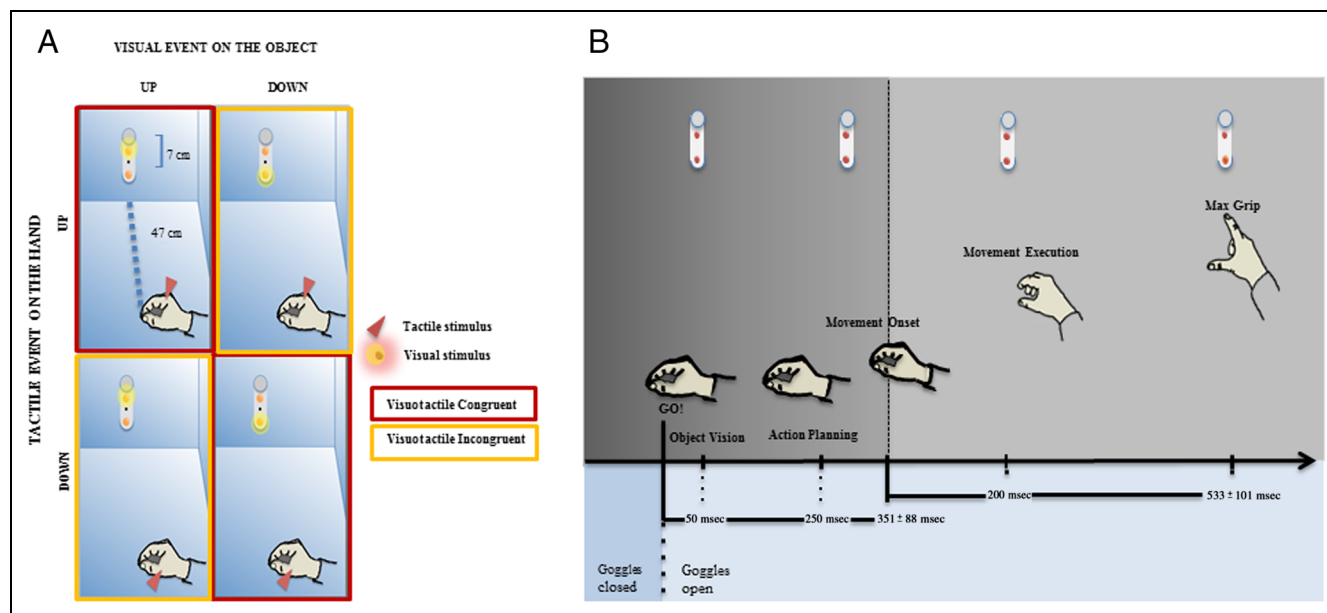 A
VISUAL EVENT ON THE OBJECT
UP
DOWN
TACTILE EVENT ON THE HAND
UP
DOWN
7 cm
47 cm
Tactile stimulus
Visual stimulus
Visuotactile Congruent
Visuotactile Incongruent
B
Max Grip
Movement Execution
Movement Onset
GO!
Object Vision
Action Planning
200 msec
533 ± 101 msec
50 msec
250 msec
351 ± 88 msec
Goggles
closed
Goggles
open